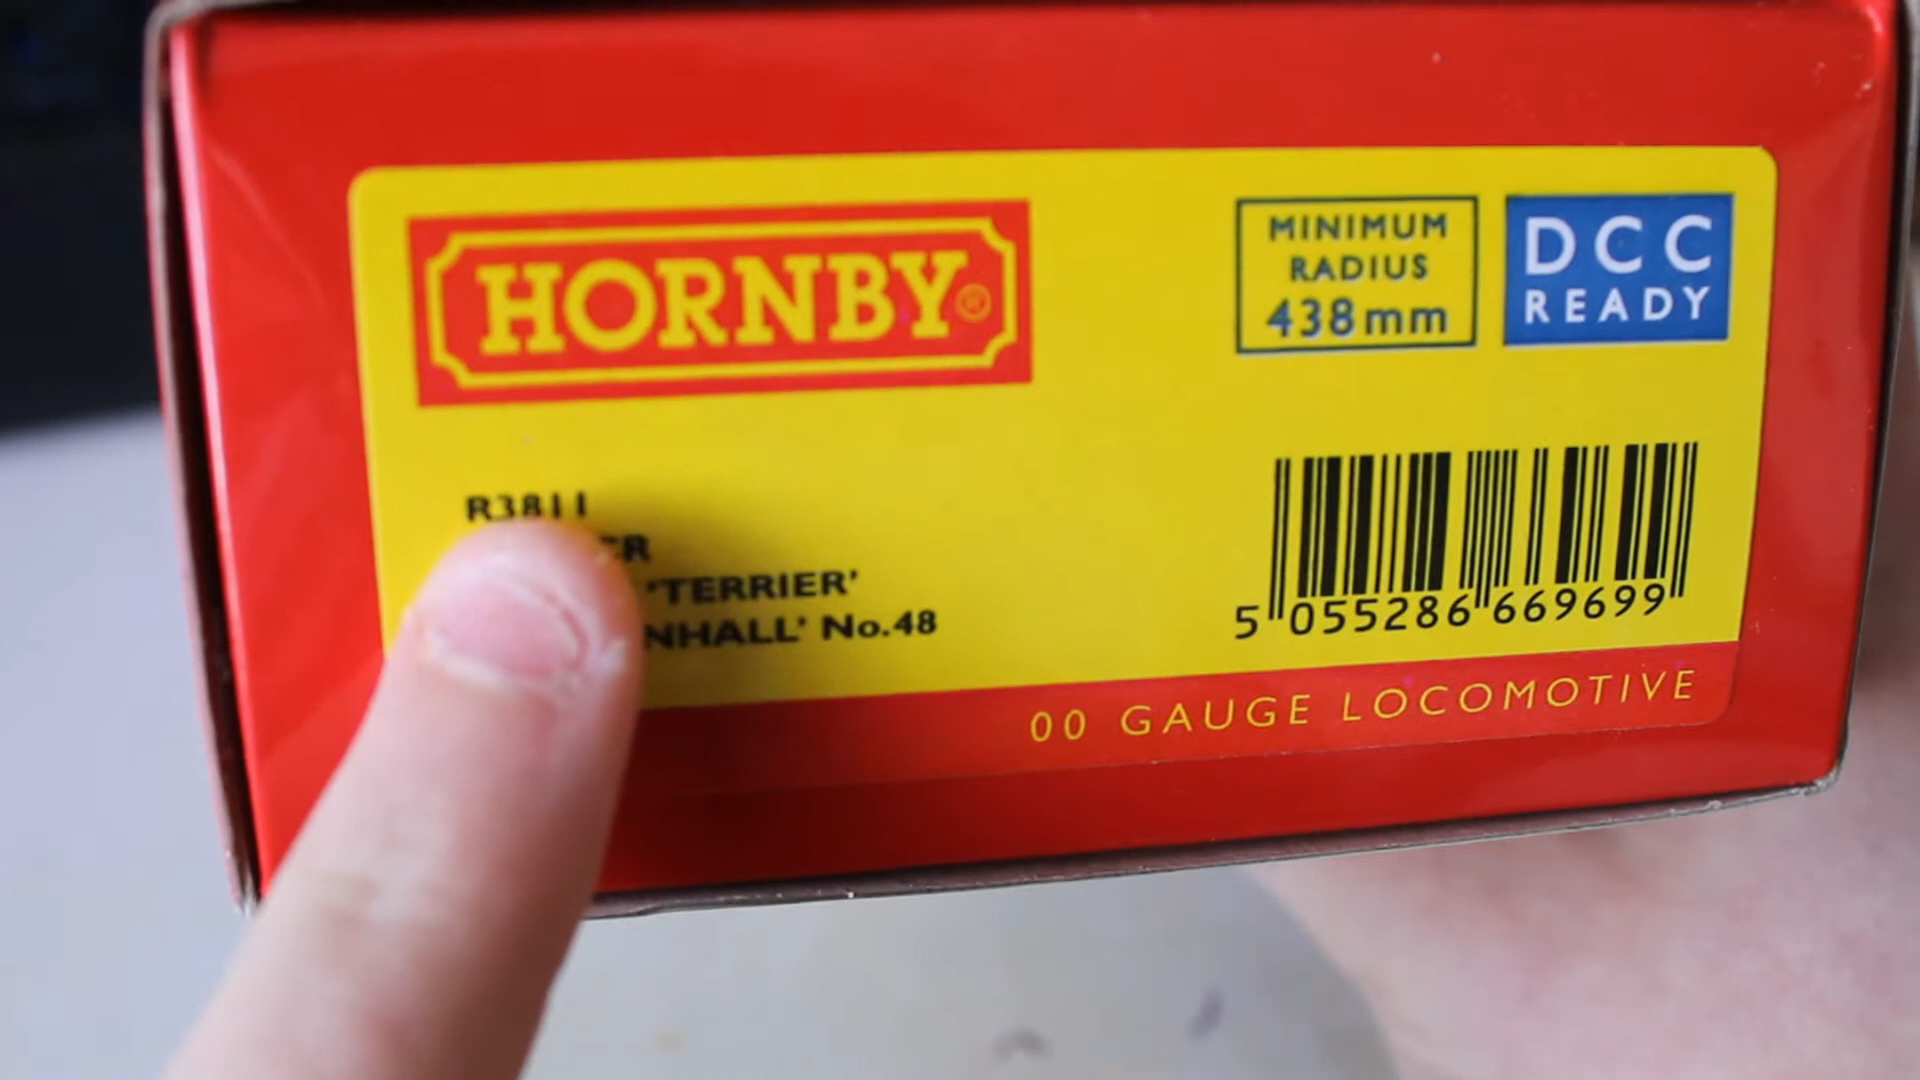 HORNBY®
MINIMUM
RADIUS
438mm
DCC
READY
R3811
'TERRIER'
No.48
5 055286 669699
00 GAUGE LOCOMOTIVE